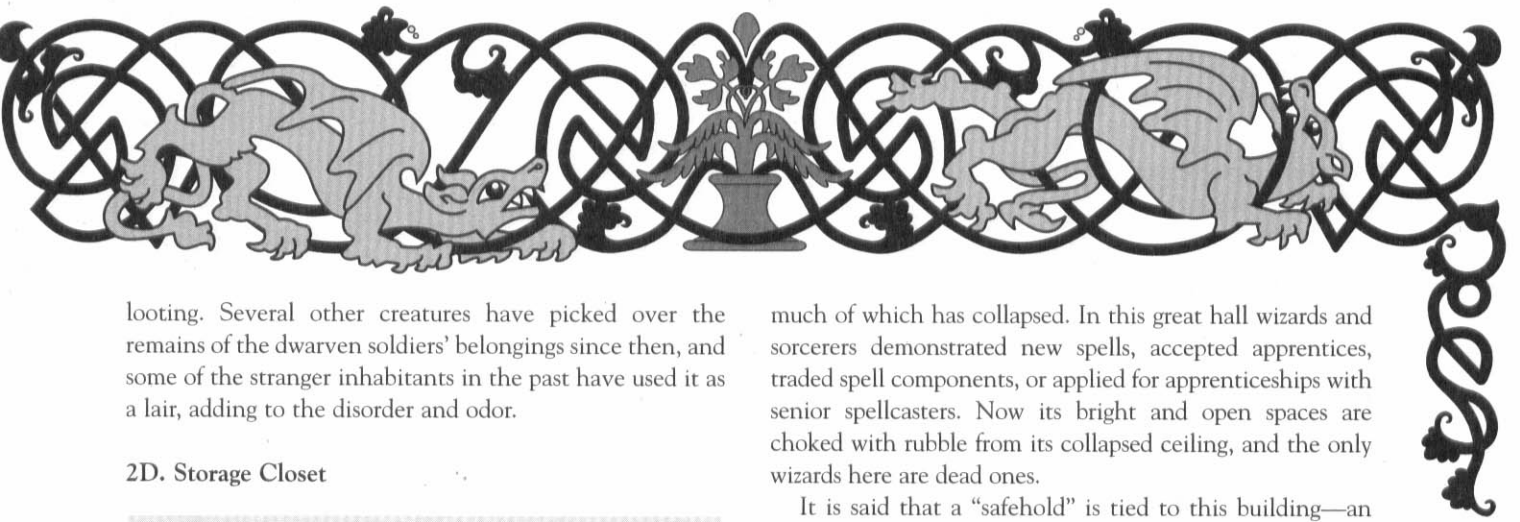 looting. Several other creatures have picked over the
remains of the dwarven soldiers’ belongings since then, and
some of the stranger inhabitants in the past have used it as
a lair, adding to the disorder and odor.
2D. Storage Closet
much of which has collapsed. In this great hall wizards and
sorcerers demonstrated new spells, accepted apprentices,
traded spell components, or applied for apprenticeships with
senior spellcasters. Now its bright and open spaces are
choked with rubble from its collapsed ceiling, and the only
wizards here are dead ones.
It is said that a “safehold” is tied to this building—an